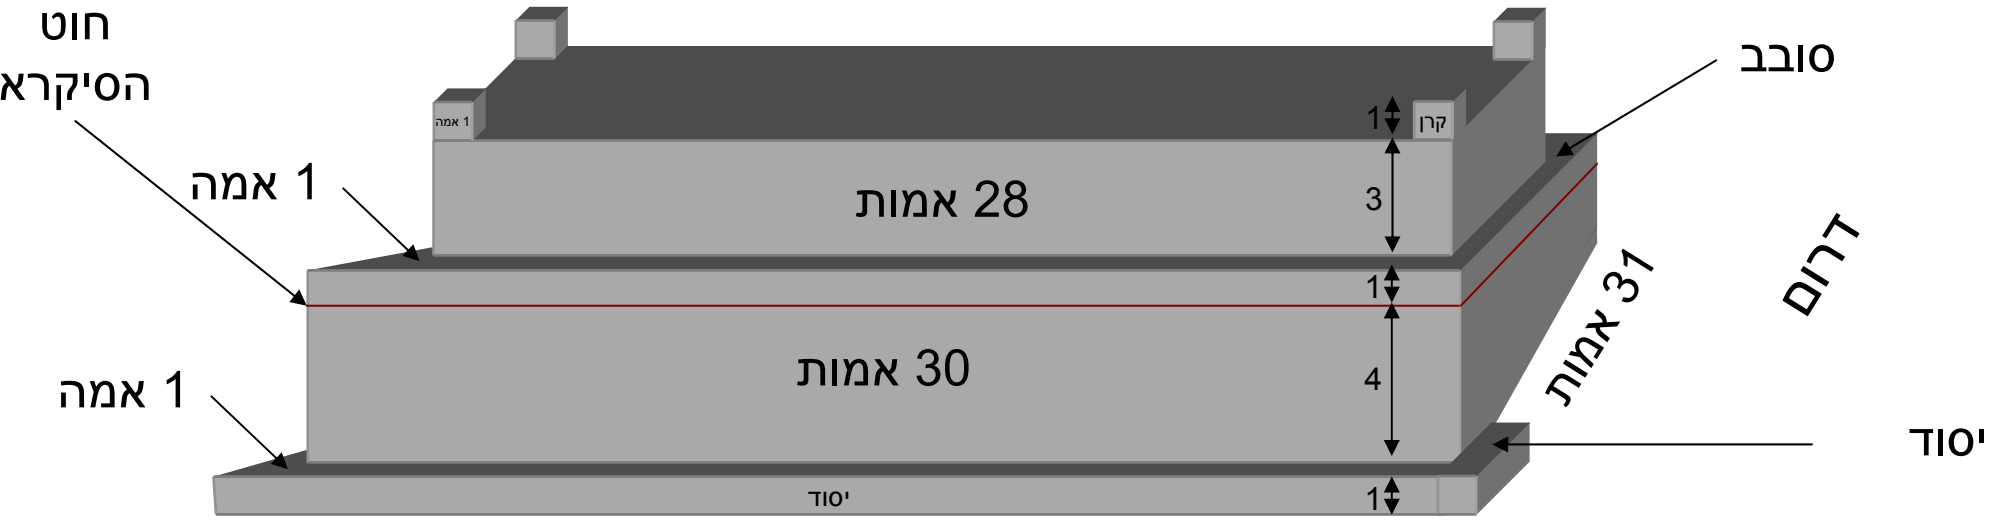 חוט
הסיקרא
סובב
1 אמה
קרן
1
1 אמה
28 אמות
3
דרום
1
31 אמות
30 אמות
4
1 אמה
יסוד
יסוד
1